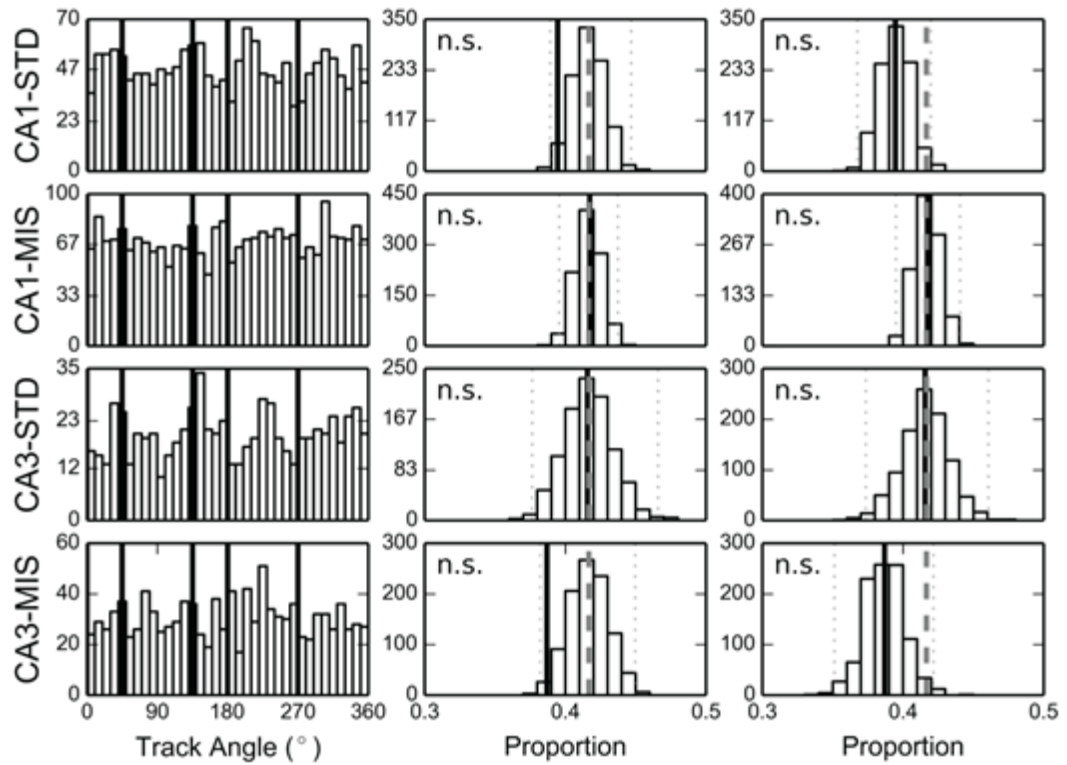 CA1-STD
70
47
23
0
350
233
117
0
n.s.
350
233
117
0
n.s.
CA1-MIS
100
67
33
0
450
300
150
0
n.s.
400
267
133
0
n.s.
CA3-STD
35
23
12
0
250
167
83
0
n.s.
300
200
100
0
n.s.
CA3-MIS
60
40
20
0
300
200
100
0
n.s.
300
200
100
0
n.s.
0 90 180 270 360
0.3 0.4 0.5
0.3 0.4 0.5
Track Angle (°)
Proportion
Proportion